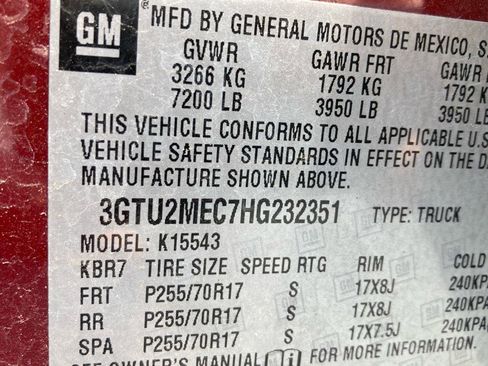 GM ® MFD BY GENERAL MOTORS DE MEXICO, S
GVWR GAWR FRT GAWR
3266 KG 1792 KG 1792
7200 LB 3950 LB 3950 LB
THIS VEHICLE CONFORMS TO ALL APPLICABLE U.S
VEHICLE SAFETY STANDARDS IN EFFECT ON THE DA
MANUFACTURE SHOWN ABOVE.
3GTU2MEC7HG232351 TYPE: TRUCK
MODEL: K15543
KBR7 TIRE SIZE SPEED RTG RIM COLD
FRT P255/70R17 S 17X8J 240KPA
RR P255/70R17 S 17X8J 240KPA/
SPA P255/70R17 S 17X7.5J 240KPA/
SEE OWNER'S MANUAL i FOR MORE INFORMATION.